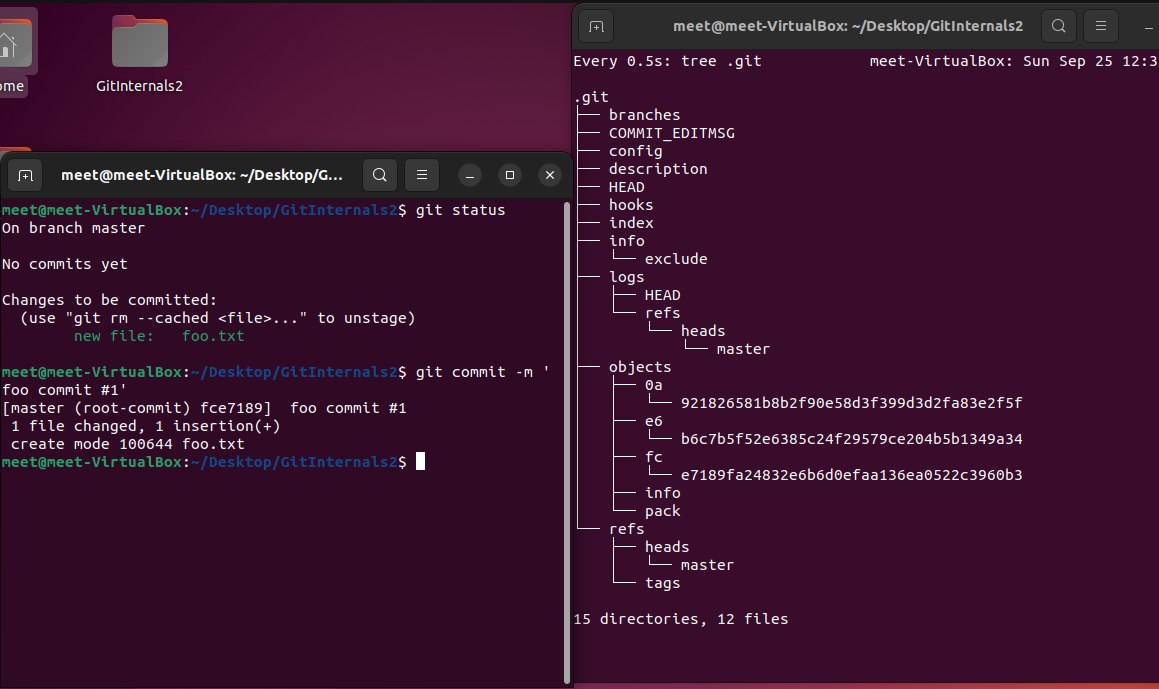 ome
GitInternals2
meet@meet-VirtualBox: ~/Desktop/G...
meet@meet-VirtualBox:~/Desktop/GitInternals2$ git status
On branch master
No commits yet
Changes to be committed:
  (use "git rm --cached <file>..." to unstage)
        new file:   foo.txt
meet@meet-VirtualBox:~/Desktop/GitInternals2$ git commit -m '
foo commit #1'
[master (root-commit) fce7189]  foo commit #1
 1 file changed, 1 insertion(+)
 create mode 100644 foo.txt
meet@meet-VirtualBox:~/Desktop/GitInternals2$
meet@meet-VirtualBox: ~/Desktop/GitInternals2
Every 0.5s: tree .git            meet-VirtualBox: Sun Sep 25 12:3
.git
├── branches
├── COMMIT_EDITMSG
├── config
├── description
├── HEAD
├── hooks
├── index
├── info
│   └── exclude
├── logs
│   ├── HEAD
│   └── refs
│       └── heads
│           └── master
├── objects
│   ├── 0a
│   │   └── 921826581b8b2f90e58d3f399d3d2fa83e2f5f
│   ├── e6
│   │   └── b6c7b5f52e6385c24f29579ce204b5b1349a34
│   ├── fc
│   │   └── e7189fa24832e6b6d0efaa136ea0522c3960b3
│   ├── info
│   └── pack
└── refs
    ├── heads
    │   └── master
    └── tags
15 directories, 12 files